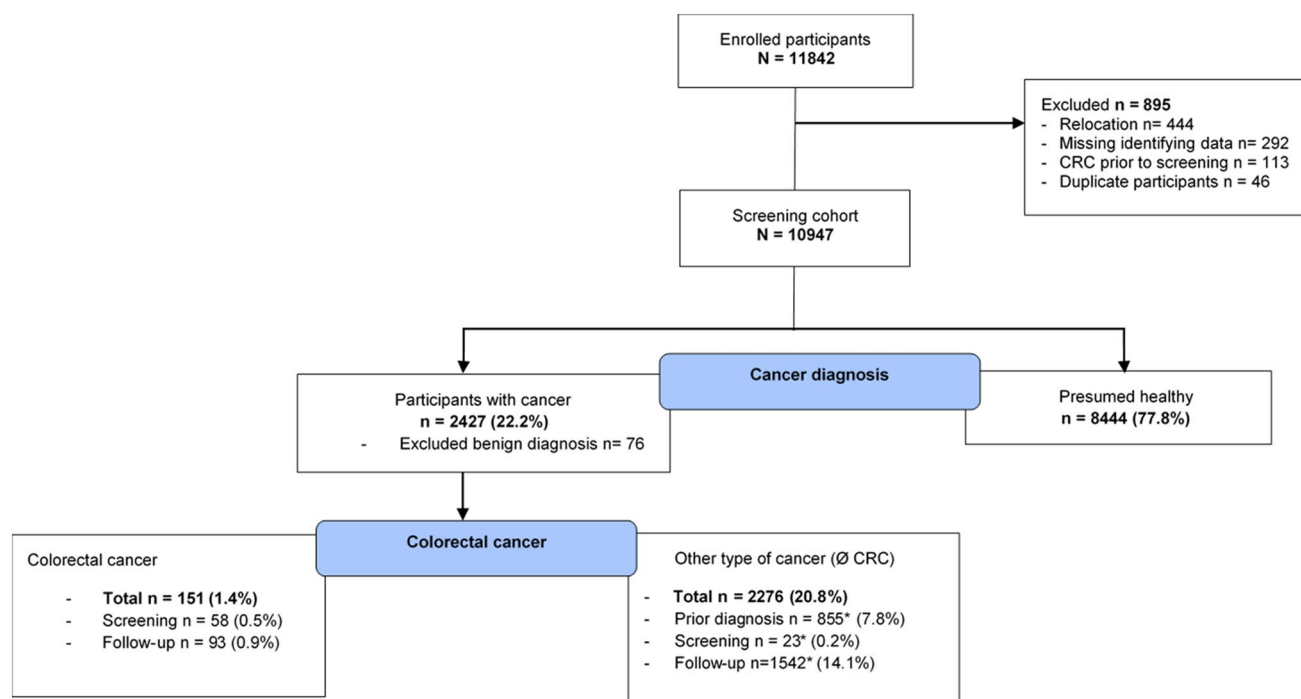 Enrolled participants
N = 11842
Excluded n = 895
- Relocation n= 444
- Missing identifying data n= 292
- CRC prior to screening n = 113
- Duplicate participants n = 46
Screening cohort
N = 10947
Cancer diagnosis
Participants with cancer
n = 2427 (22.2%)
- Excluded benign diagnosis n= 76
Presumed healthy
n = 8444 (77.8%)
Colorectal cancer
Colorectal cancer
- Total n = 151 (1.4%)
- Screening n = 58 (0.5%)
- Follow-up n = 93 (0.9%)
Other type of cancer (Ø CRC)
- Total n = 2276 (20.8%)
- Prior diagnosis n = 855* (7.8%)
- Screening n = 23* (0.2%)
- Follow-up n=1542* (14.1%)